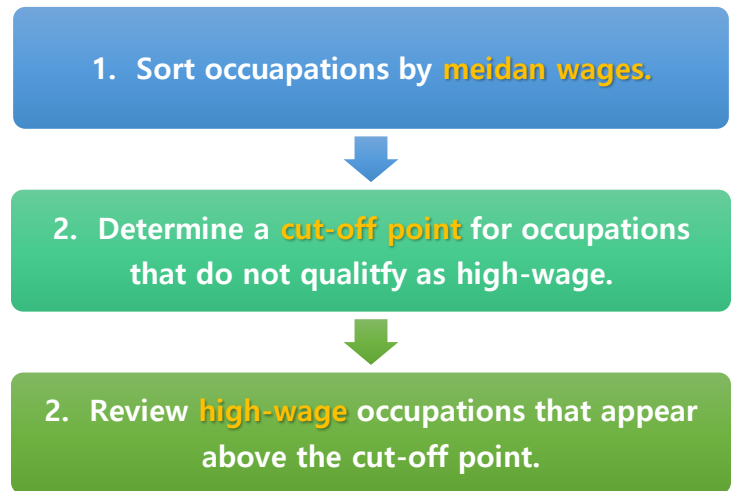 1. Sort occuapations by meidan wages.
2. Determine a cut-off point for occupations
that do not qualitfy as high-wage.
2. Review high-wage occupations that appear
above the cut-off point.